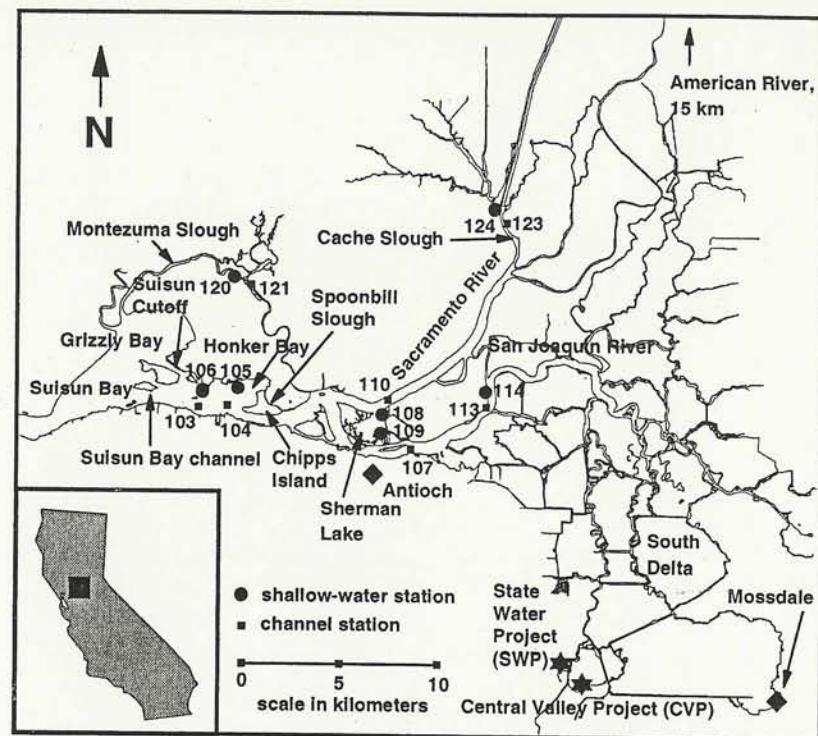 N
American River,
15 km
Montezuma Slough
124
123
Cache Slough
Suisun
Cutoff
120
121
Spoonbill
Slough
Sacramento River
Grizzly Bay
Honker Bay
San Joaquin River
106
105
Suisun Bay
110
108
114
103
104
109
113
107
Suisun Bay channel
Chipps
Island
Antioch
Sherman
Lake
South
Delta
shallow-water station
channel station
State
Water
Project
(SWP)
Mossdale
0
5
10
scale in kilometers
Central Valley Project (CVP)